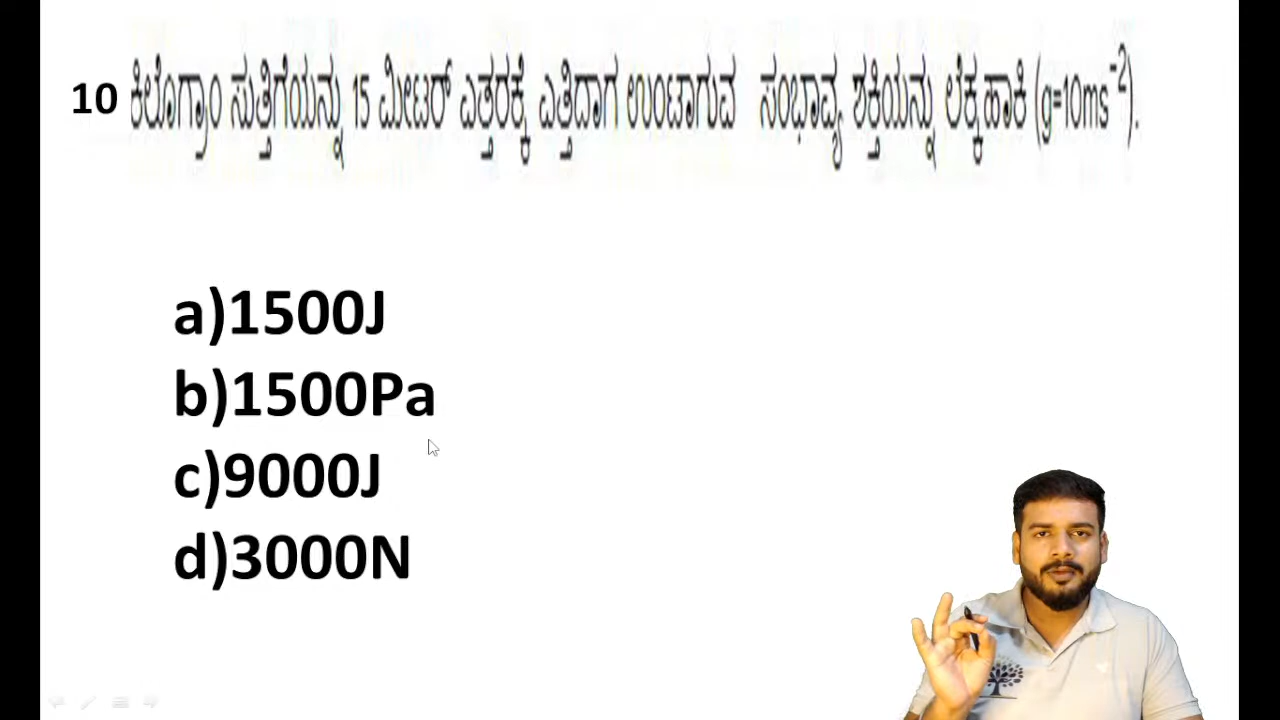 10 ಕಿಲೊಗ್ರಾಂ ಸುತ್ತಿಗೆಯನ್ನು 15 ಮೀಟರ್ ಎತ್ತರಕ್ಕೆ ಎತ್ತಿದಾಗ ಉಂಟಾಗುವ ಸಂಭಾವ್ಯ ಶಕ್ತಿಯನ್ನು ಲೆಕ್ಕಹಾಕಿ (g=10ms⁻²).
a)1500J
b)1500Pa
c)9000J
d)3000N